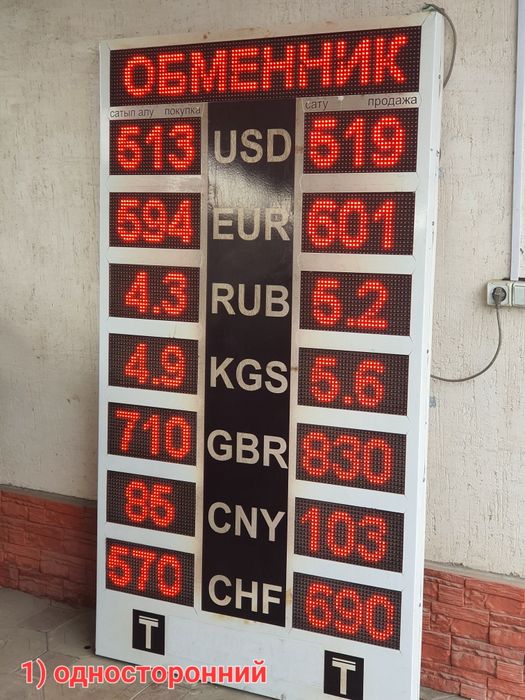 ОБМЕННИК
сатып алу покупка сату продажа
513 USD 519
594 EUR 601
4.3 RUB 5.2
4.9 KGS 5.6
710 GBR 830
85 CNY 103
570 CHF 690
₸ ₸
1) односторонний